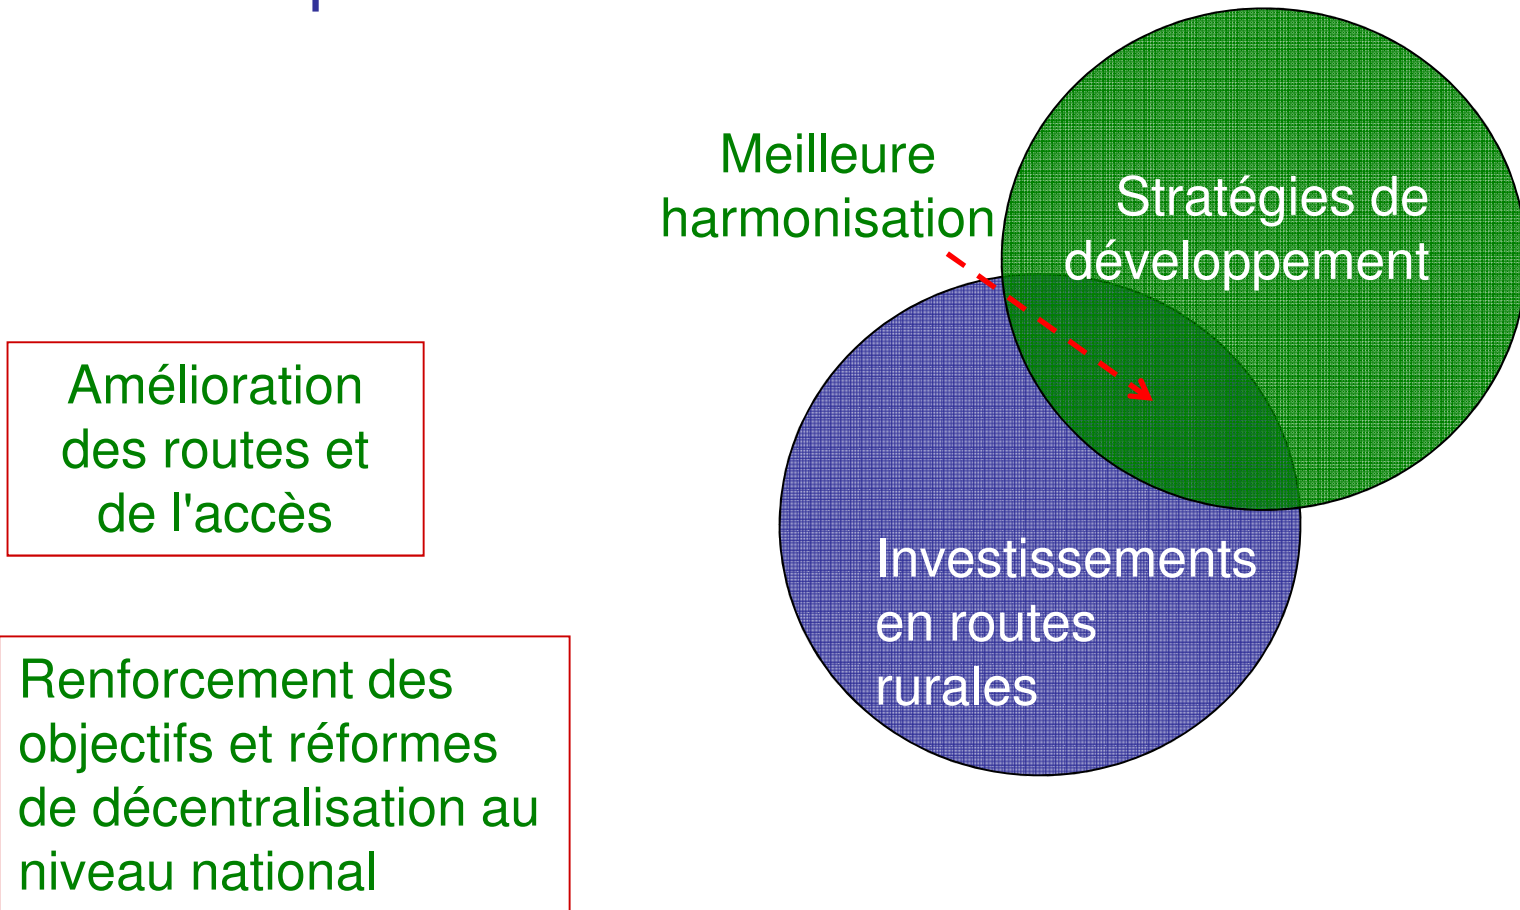 Meilleure
harmonisation
Stratégies de
développement
Amélioration
des routes et
de l'accès
Investissements
en routes
rurales
Renforcement des
objectifs et réformes
de décentralisation au
niveau national